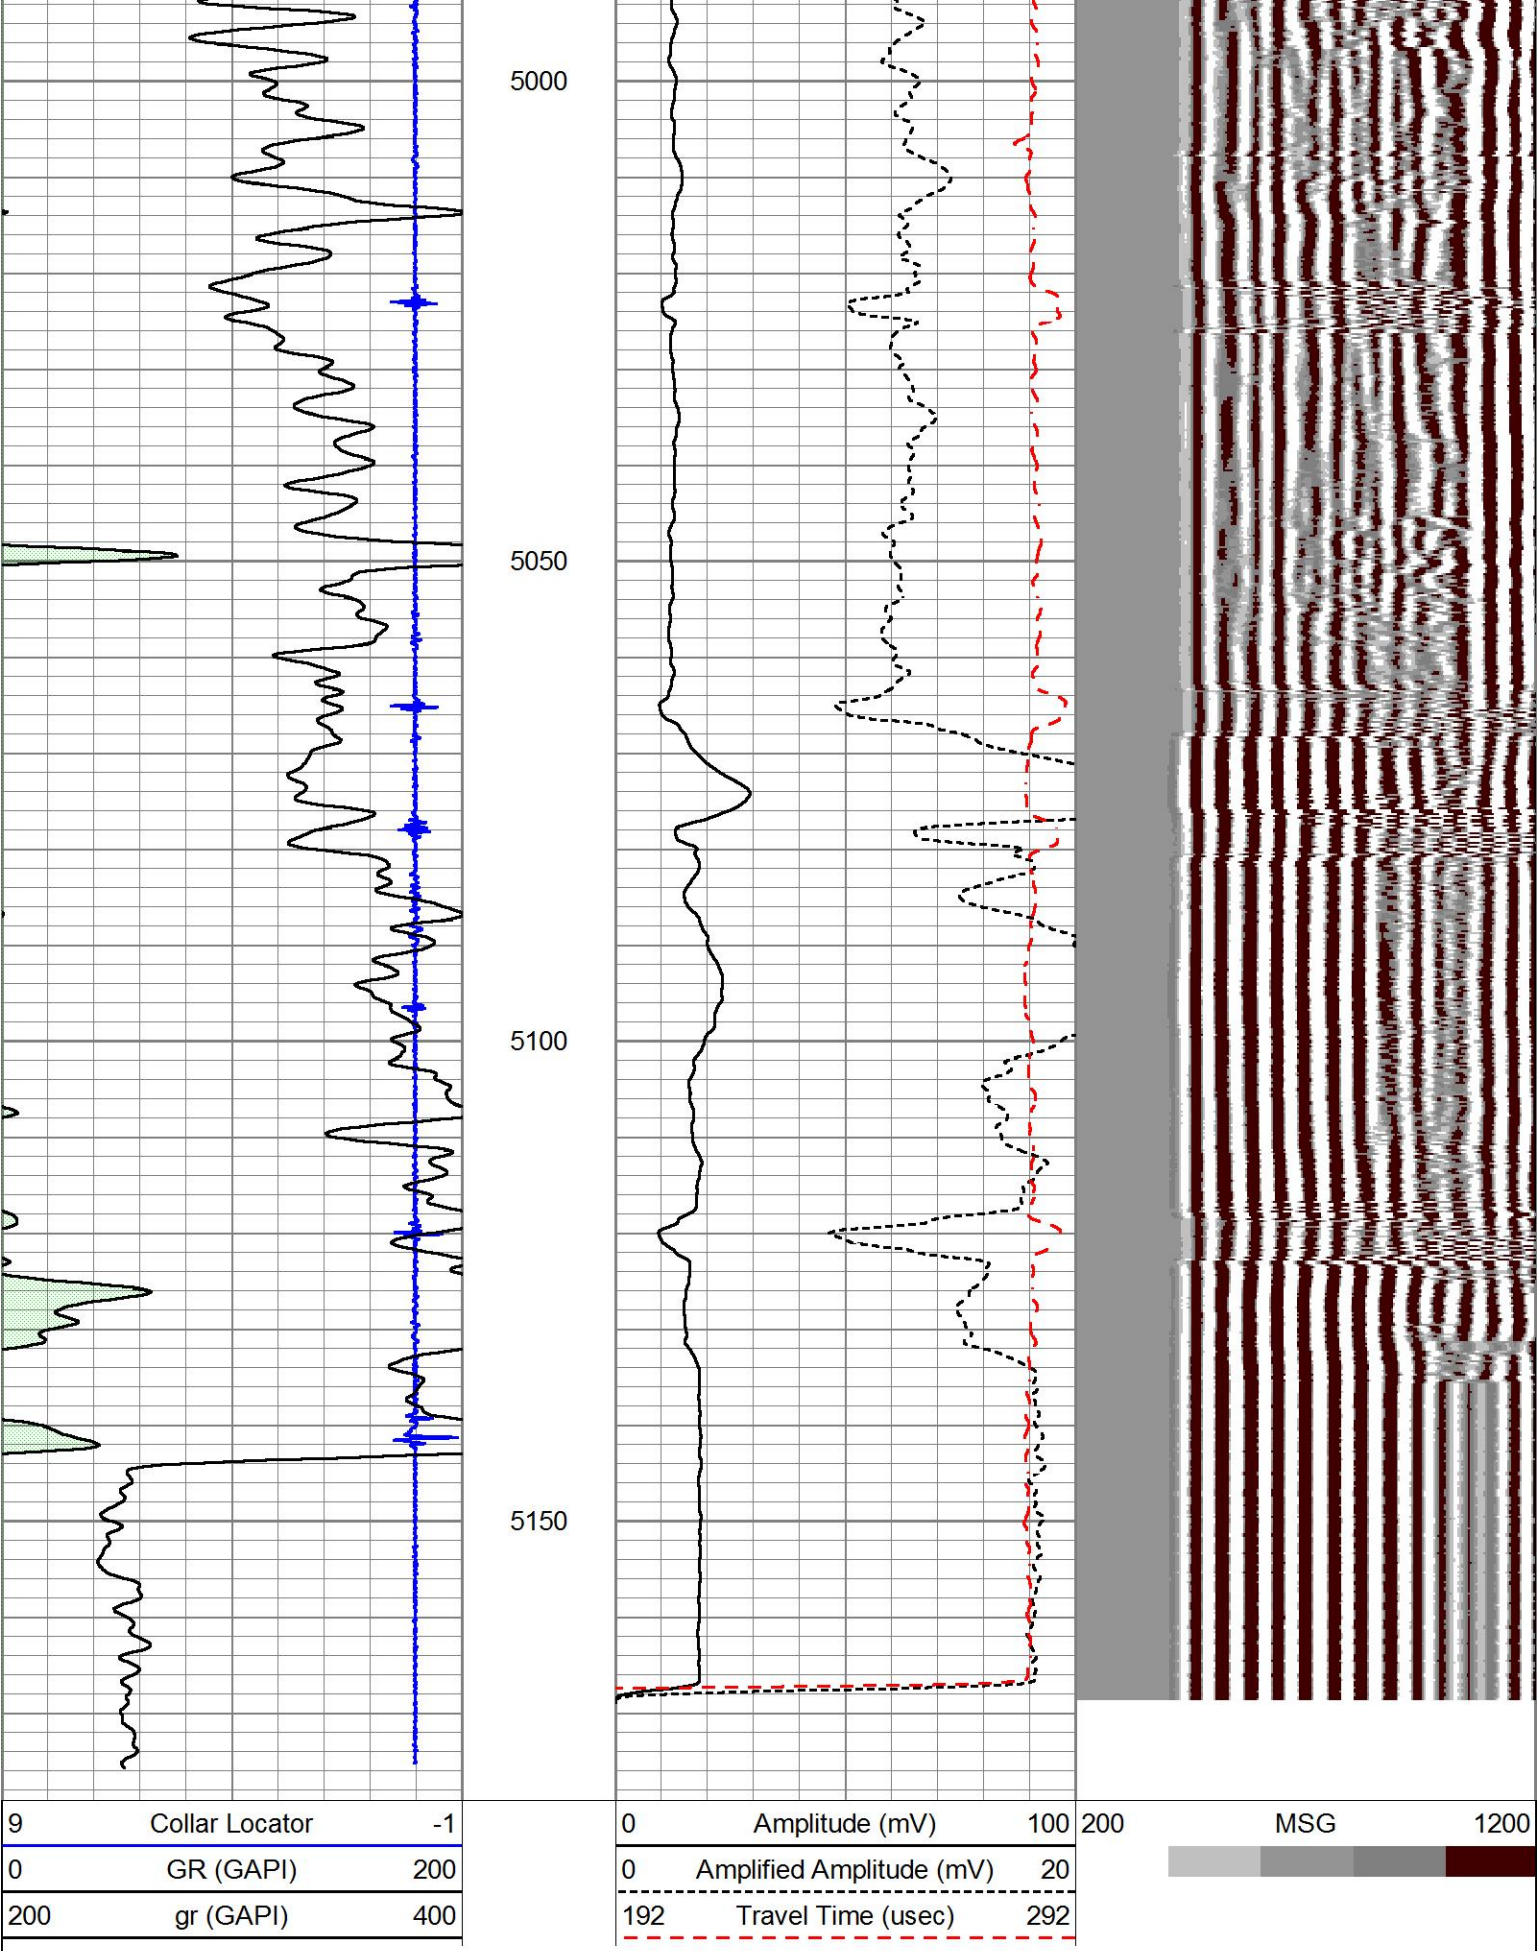 5000
5050
5100
5150
9 Collar Locator -1
0 Amplitude (mV) 100
200 MSG 1200
0 GR (GAPI) 200
0 Amplified Amplitude (mV) 20
200 gr (GAPI) 400
192 Travel Time (usec) 292